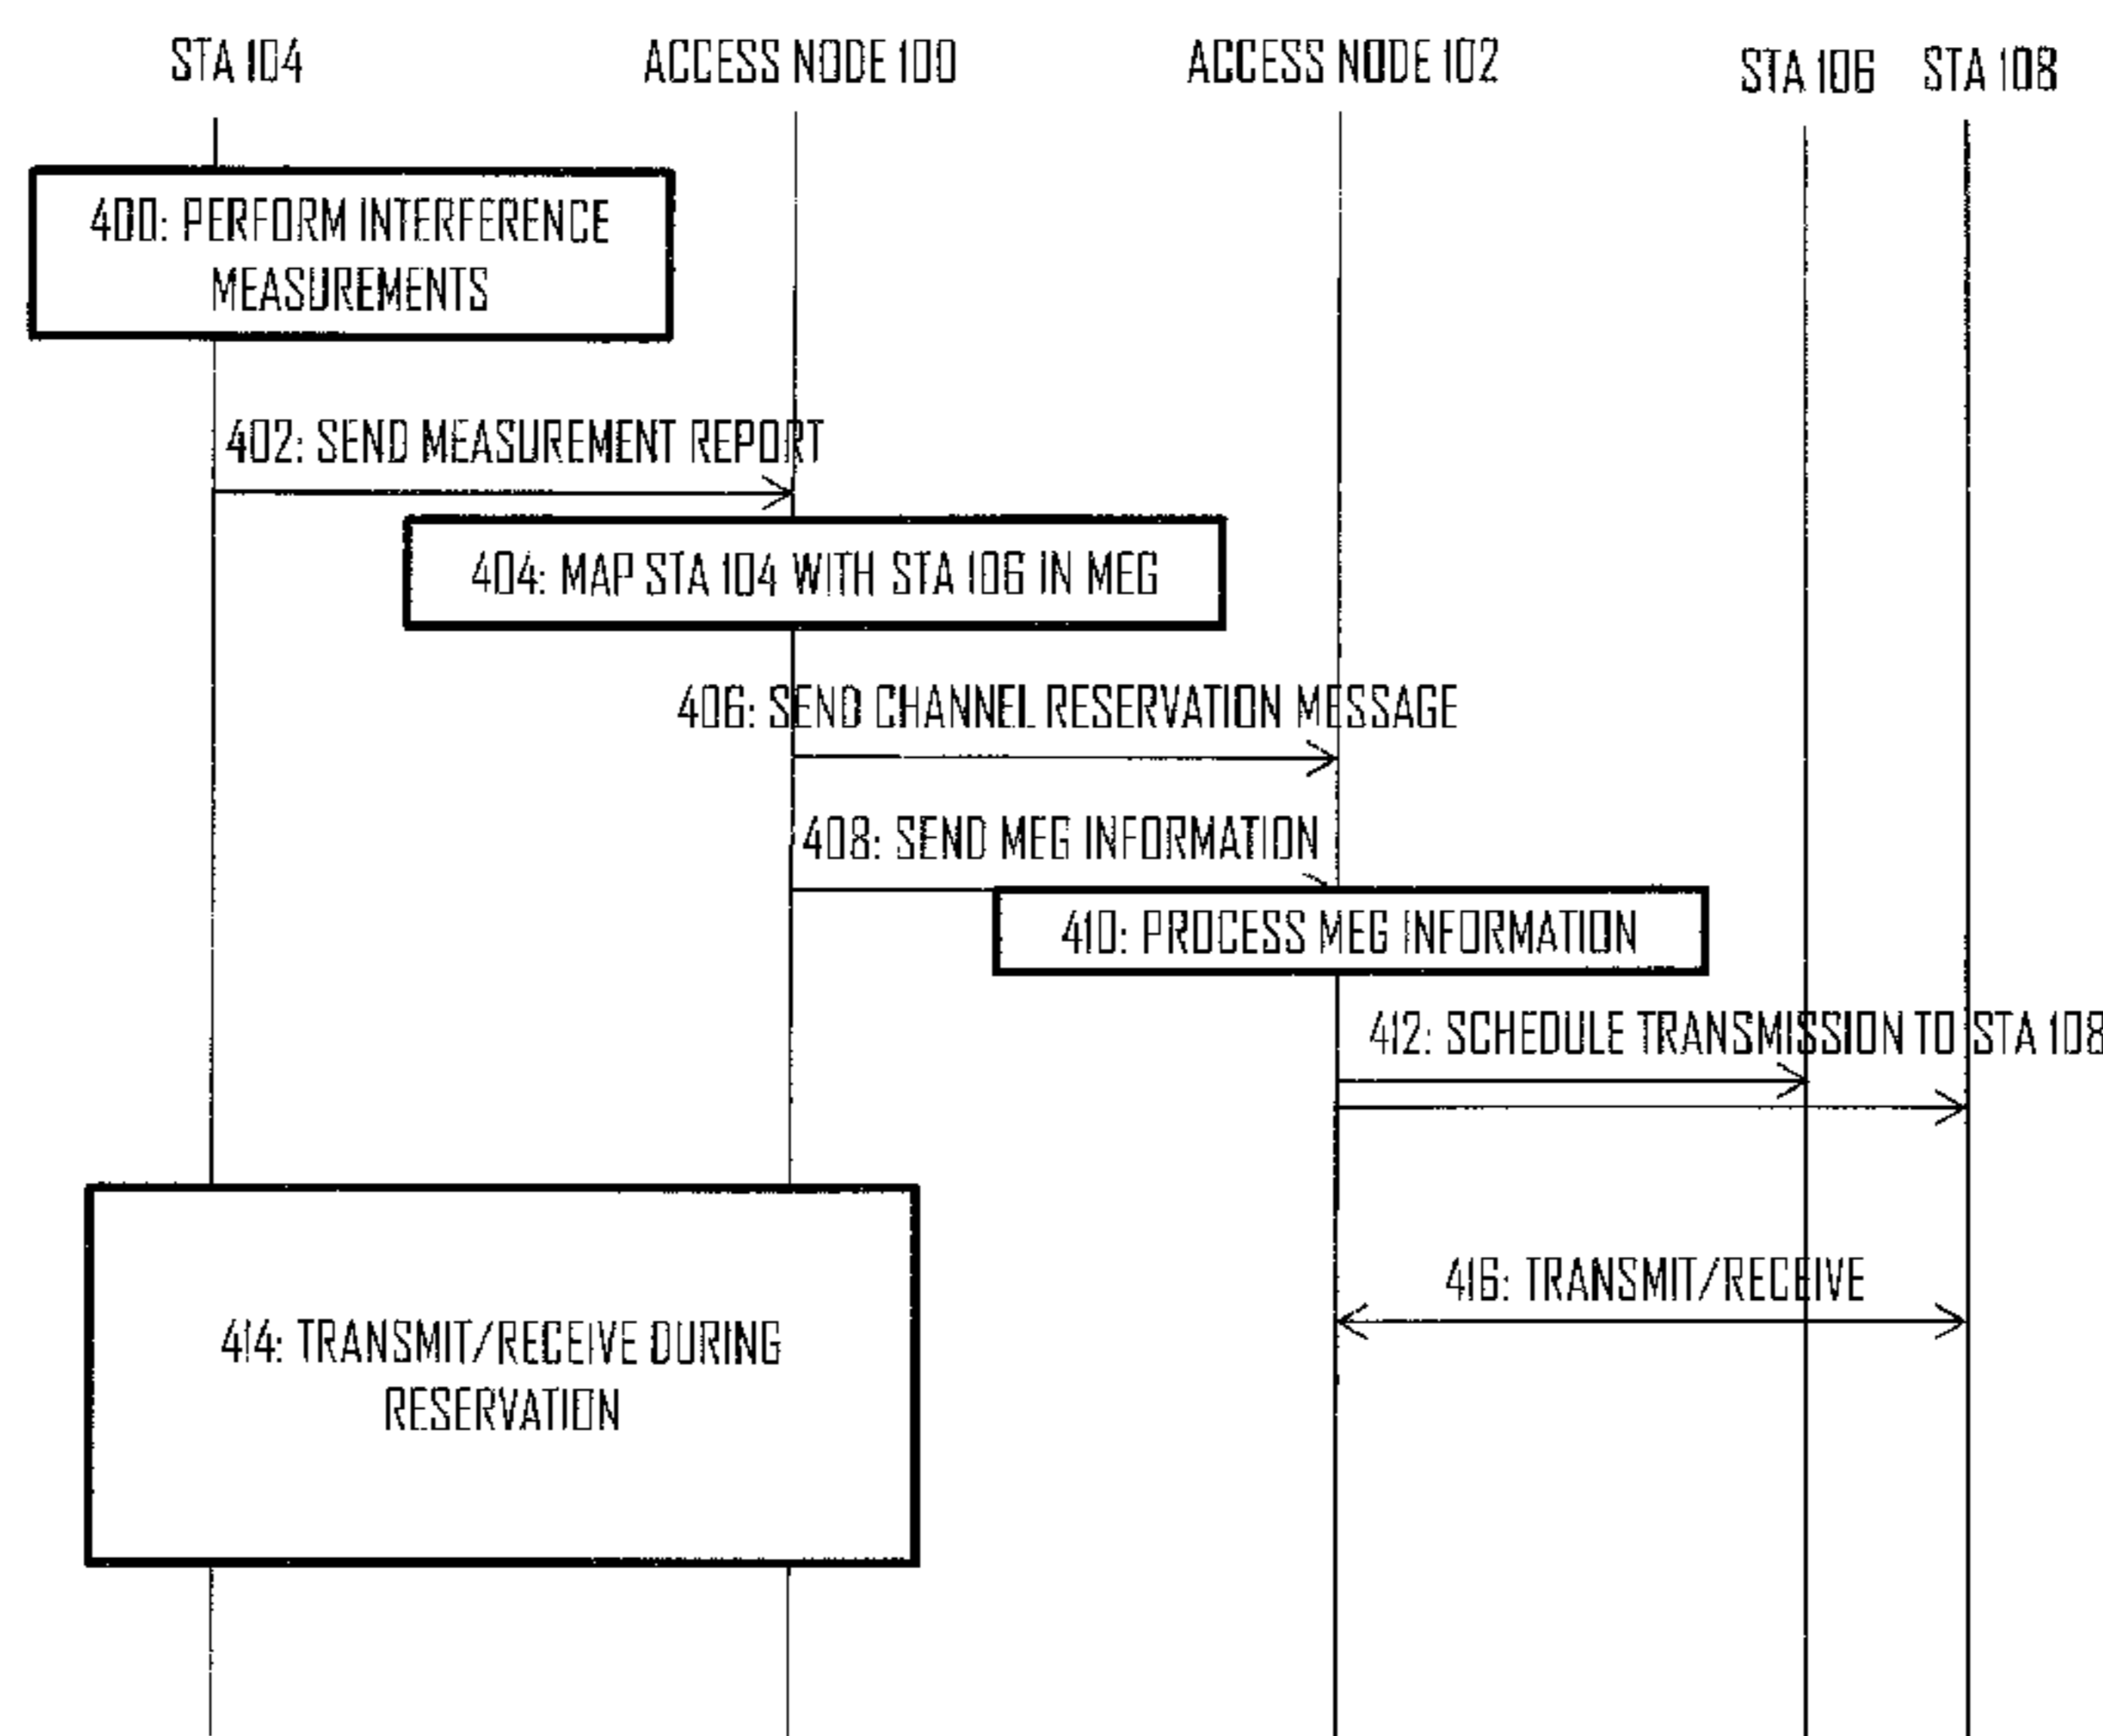 STA 104
ACCESS NODE 100
ACCESS NODE 102
STA 106
STA 108
400: PERFORM INTERFERENCE
MEASUREMENTS
402: SEND MEASUREMENT REPORT
404: MAP STA 104 WITH STA 106 IN MEG
406: SEND CHANNEL RESERVATION MESSAGE
408: SEND MEG INFORMATION
410: PROCESS MEG INFORMATION
412: SCHEDULE TRANSMISSION TO STA 108
416: TRANSMIT/RECEIVE
414: TRANSMIT/RECEIVE DURING
RESERVATION